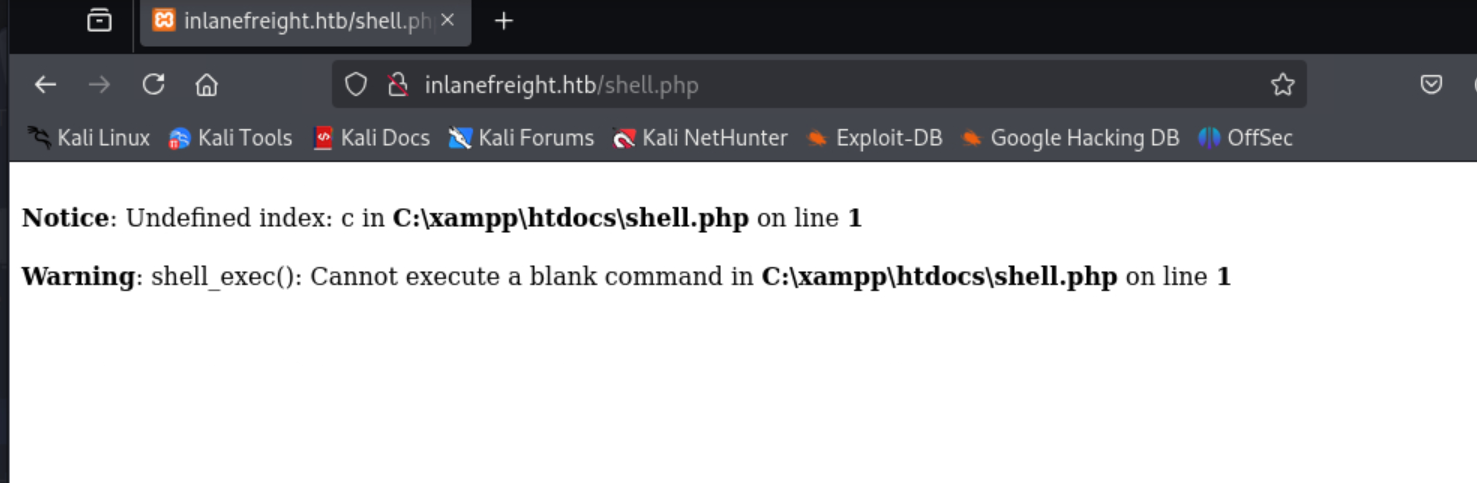 inlanefreight.htb/shell.ph
inlanefreight.htb/shell.php
Kali Linux Kali Tools Kali Docs Kali Forums Kali NetHunter Exploit-DB Google Hacking DB OffSec
Notice: Undefined index: c in C:\xampp\htdocs\shell.php on line 1
Warning: shell_exec(): Cannot execute a blank command in C:\xampp\htdocs\shell.php on line 1